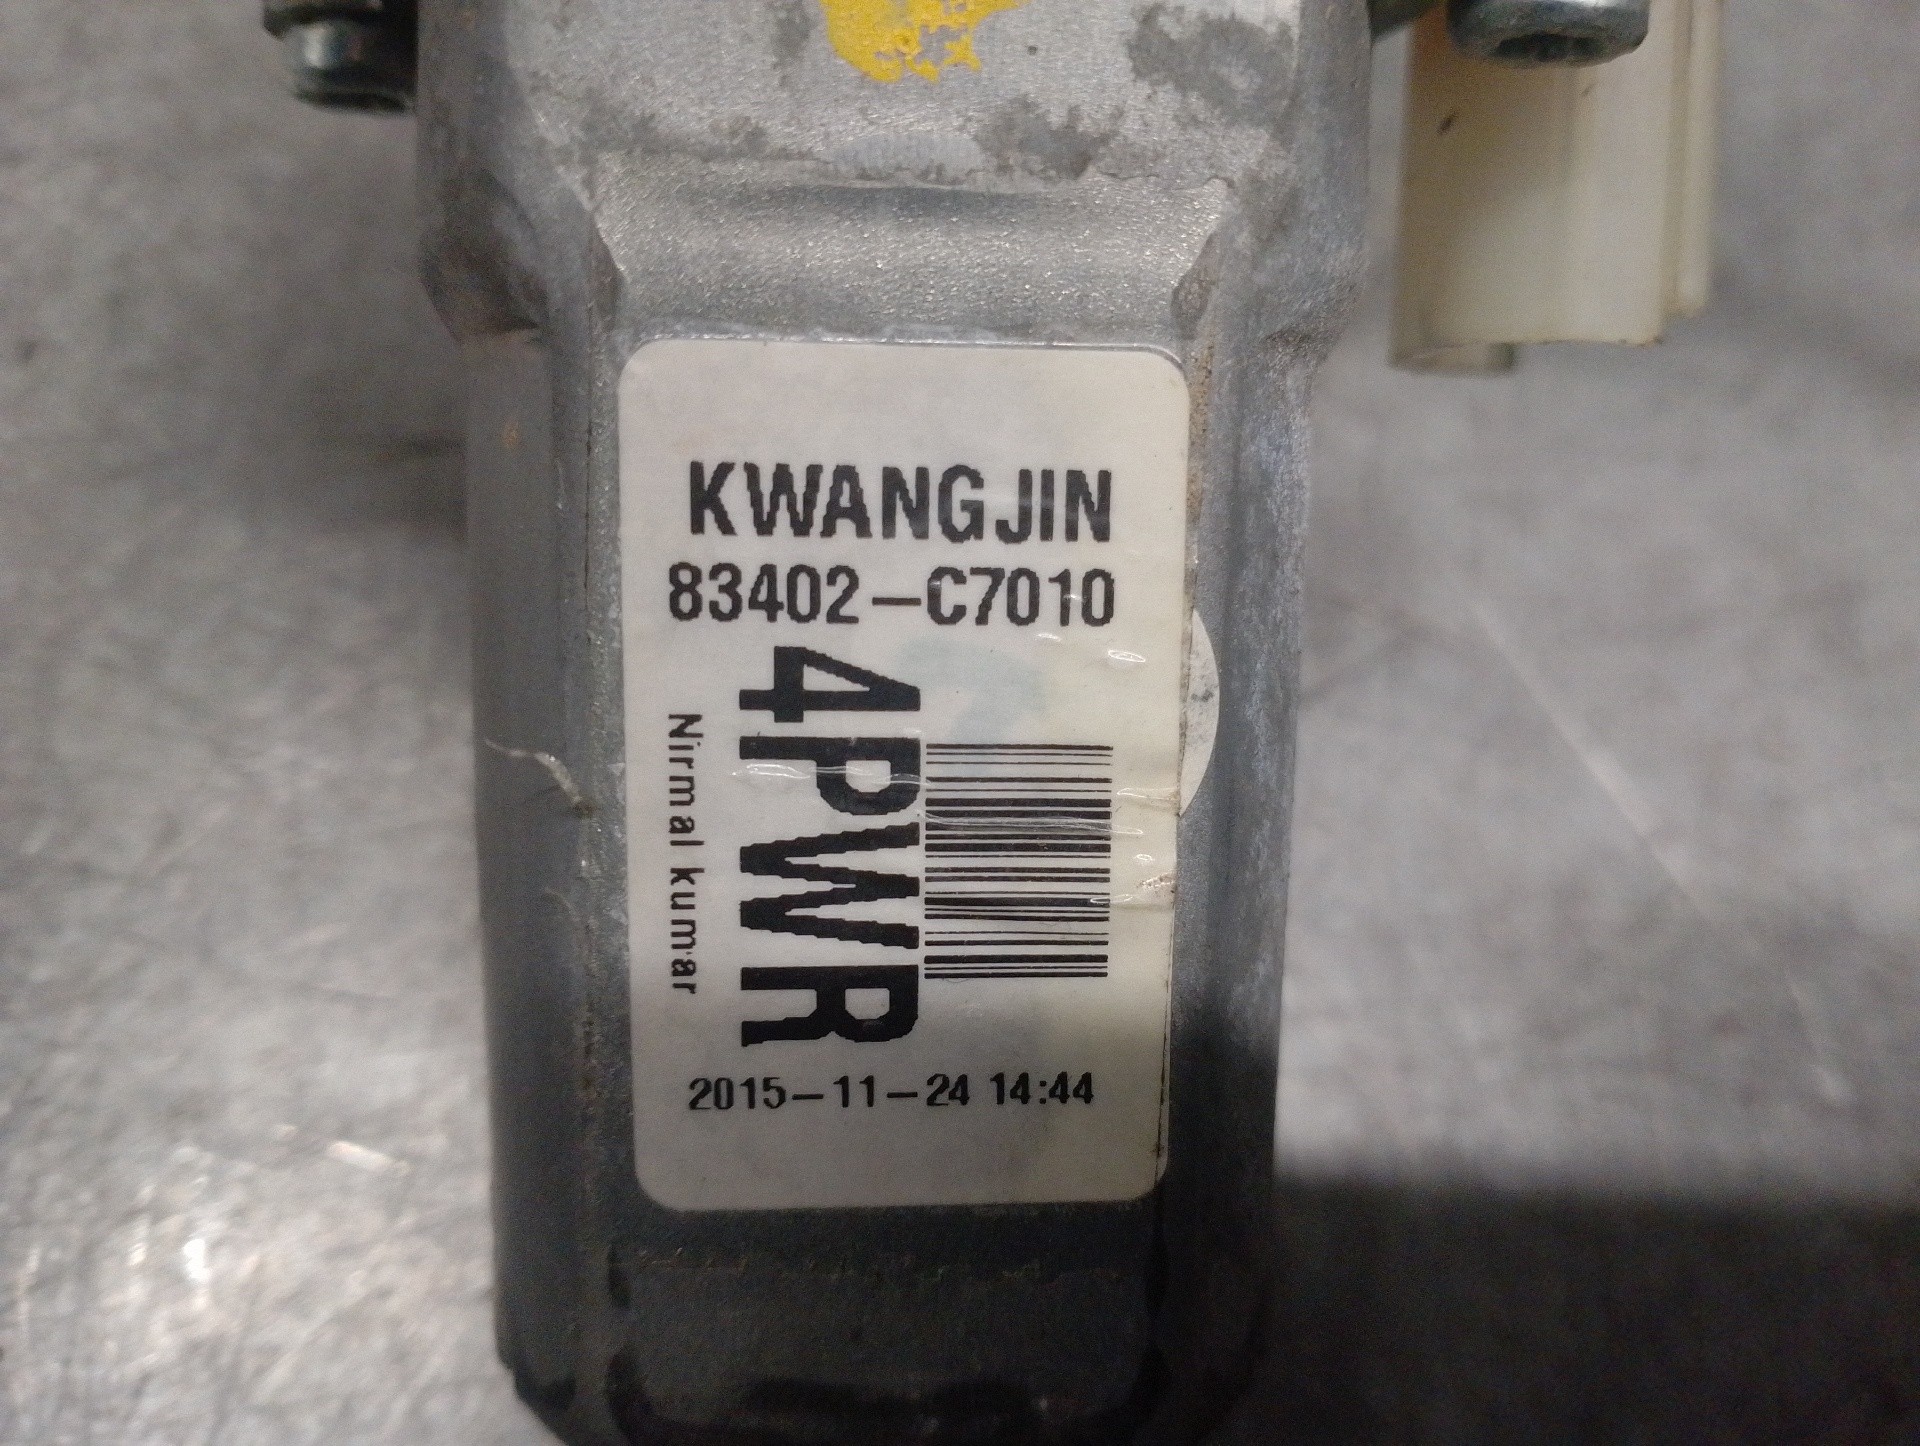 KWANGJIN
83402-C7010
4PWR
Nirmal kumar
2015-11-24 14:44